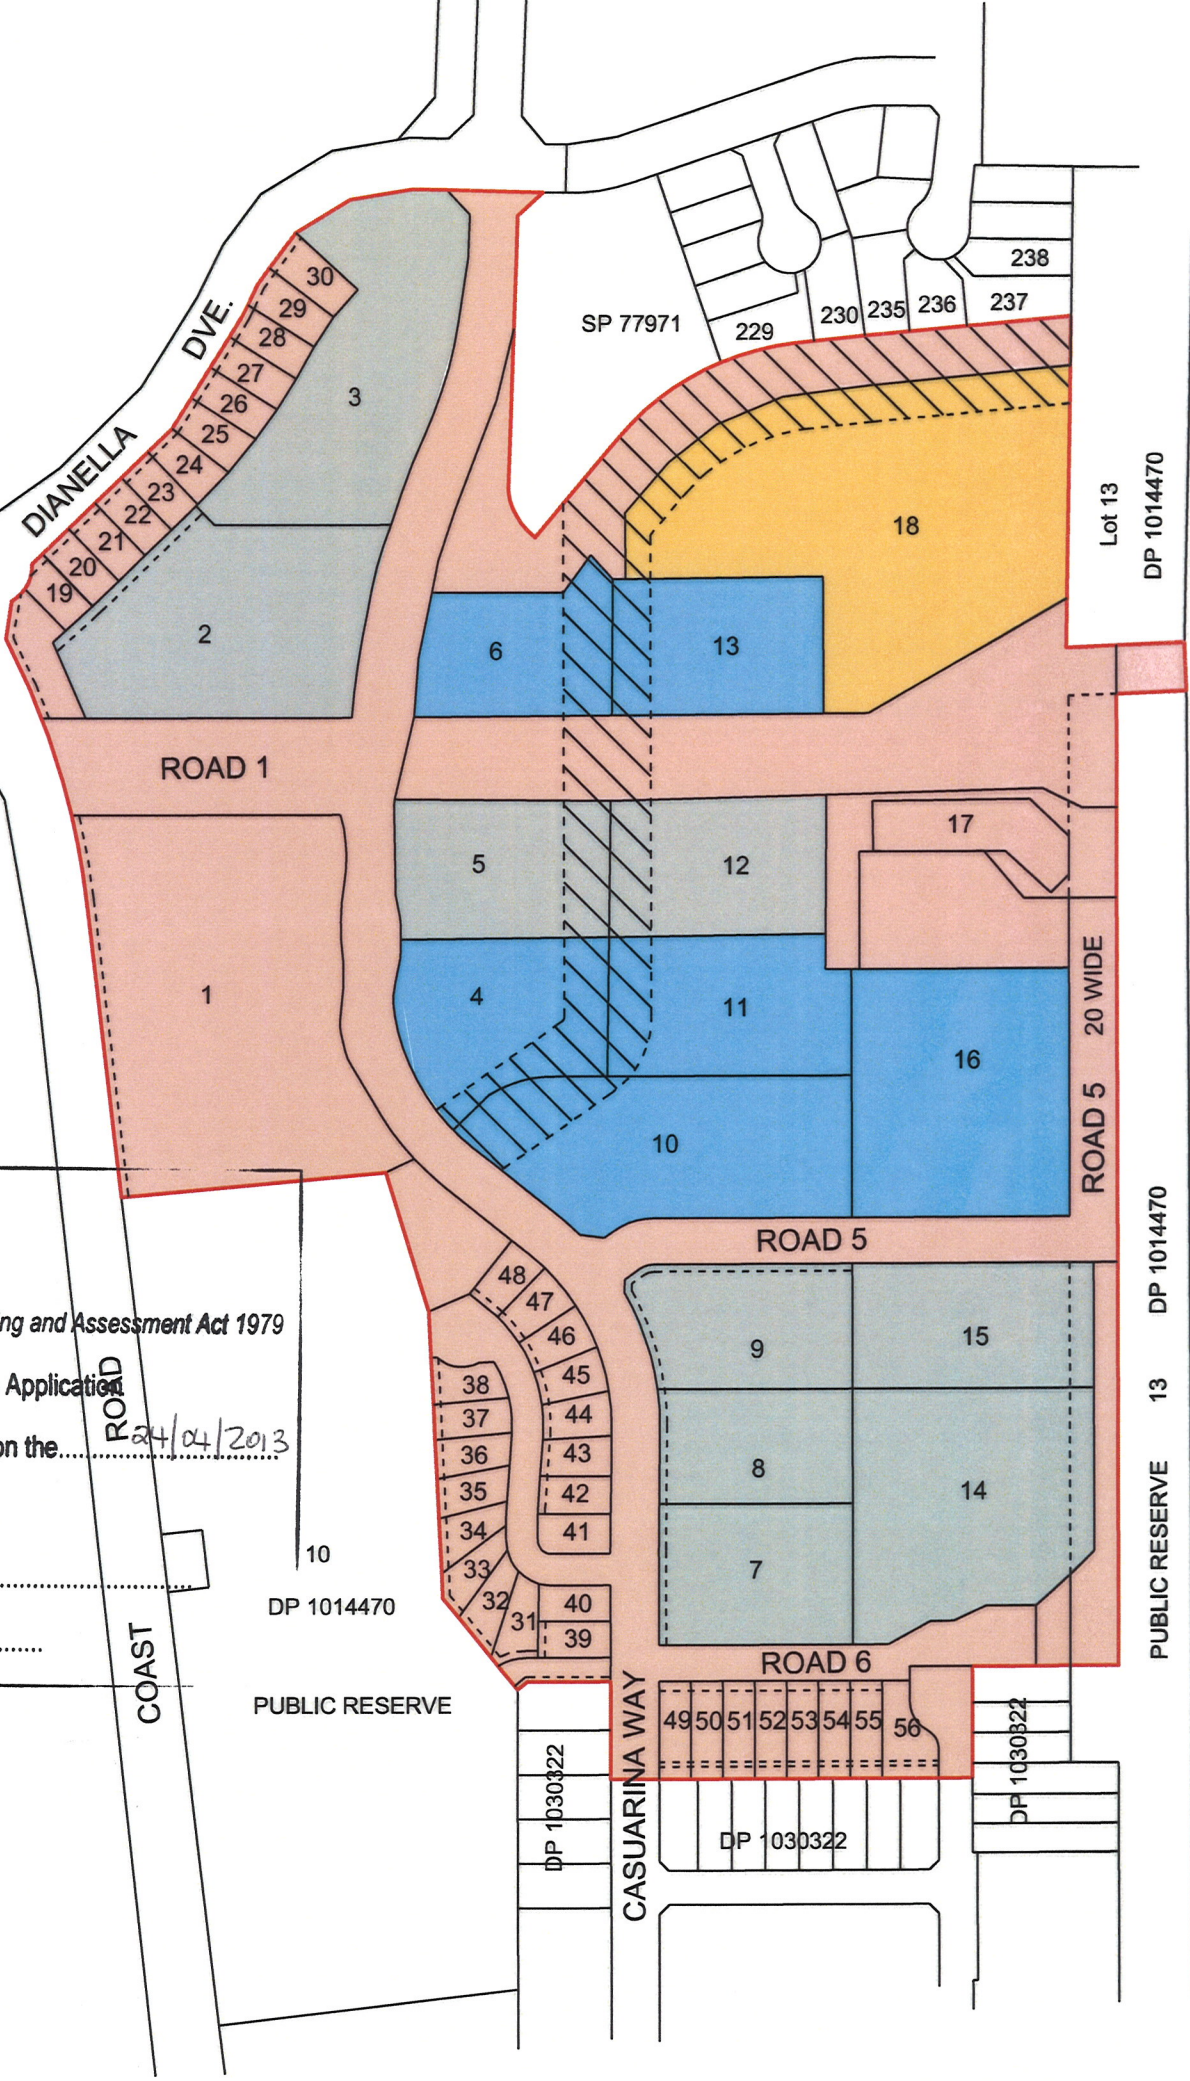 238
237
236
235
230
229
SP 77971
30
29
28
27
26
25
24
23
22
21
20
19
DIANELLA DVE.
3
2
18
Lot 13
DP 1014470
6
13
ROAD 1
5
12
17
1
4
11
16
10
ROAD 5 20 WIDE
ROAD 5
48
47
46
45
44
43
42
41
38
37
36
35
34
33
32
31
40
39
9
15
8
14
7
ROAD 6
49 50 51 52 53 54 55 56
PUBLIC RESERVE 13 DP 1014470
ng and Assessment Act 1979
Application
on the 24/04/2013
COAST ROAD
10
DP 1014470
PUBLIC RESERVE
DP 1030322
CASUARINA WAY
DP 1030322
DP 1030322